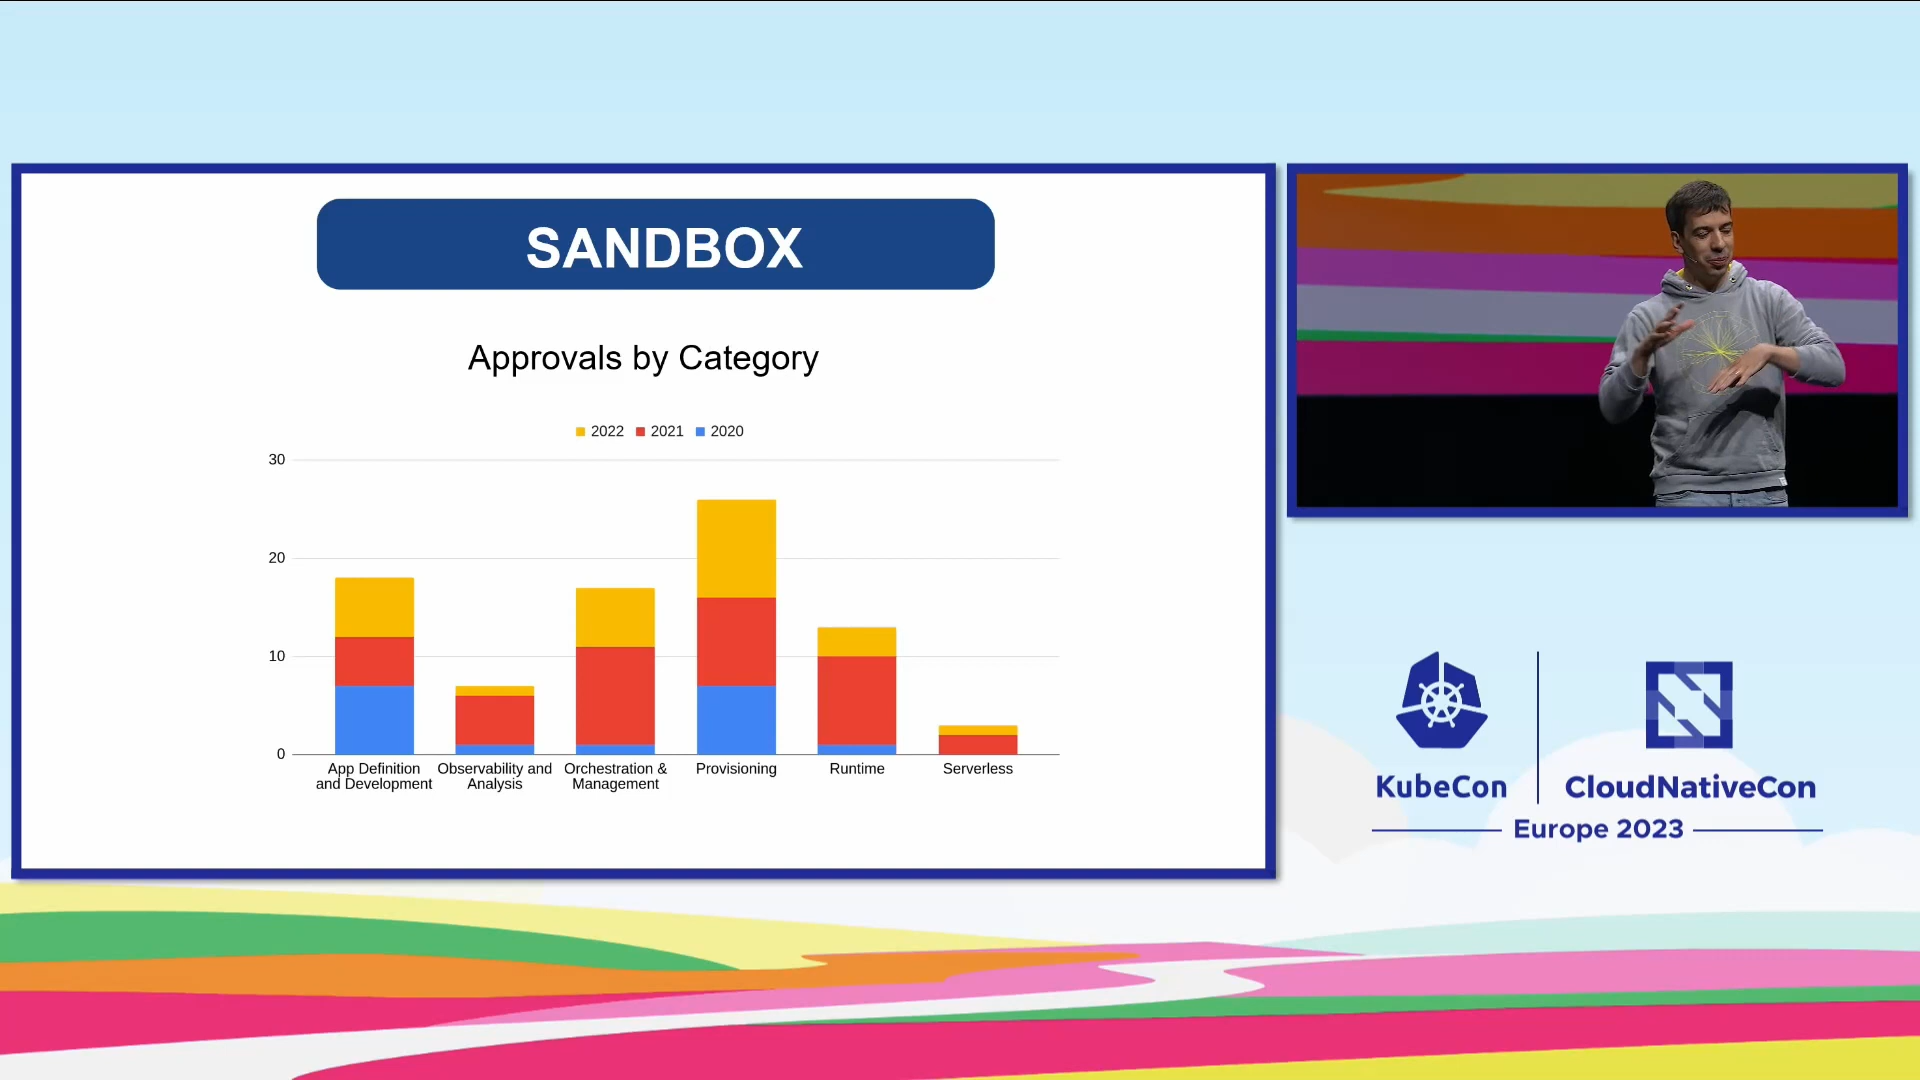 SANDBOX
Approvals by Category
2022 2021 2020
30
20
10
0
App Definition and Development
Observability and Analysis
Orchestration & Management
Provisioning
Runtime
Serverless
KubeCon
CloudNativeCon
Europe 2023